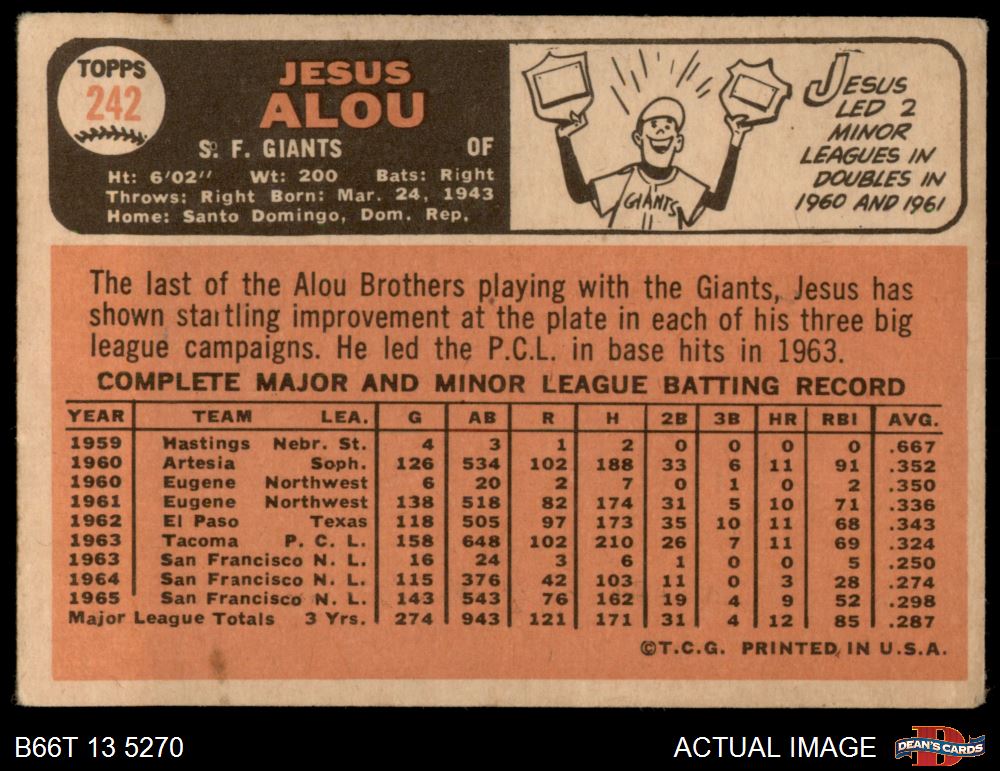 TOPPS
242
JESUS
ALOU
S. F. GIANTS OF
Ht: 6'02" Wt: 200 Bats: Right
Throws: Right Born: Mar. 24, 1943
Home: Santo Domingo, Dom. Rep.
GIANTS
JESUS
LED 2
MINOR
LEAGUES IN
DOUBLES IN
1960 AND 1961
The last of the Alou Brothers playing with the Giants, Jesus has
shown startling improvement at the plate in each of his three big
league campaigns. He led the P.C.L. in base hits in 1963.
COMPLETE MAJOR AND MINOR LEAGUE BATTING RECORD
YEAR TEAM LEA. G AB R H 2B 3B HR RBI AVG.
1959 Hastings Nebr. St. 4 3 1 2 0 0 0 0 .667
1960 Artesia Soph. 126 534 102 188 33 6 11 91 .352
1960 Eugene Northwest 6 20 2 7 0 1 0 2 .350
1961 Eugene Northwest 138 518 82 174 31 5 10 71 .336
1962 El Paso Texas 118 505 97 173 35 10 11 68 .343
1963 Tacoma P. C. L. 158 648 102 210 26 7 11 69 .324
1963 San Francisco N. L. 16 24 3 6 1 0 0 5 .250
1964 San Francisco N. L. 115 376 42 103 11 0 3 28 .274
1965 San Francisco N. L. 143 543 76 162 19 4 9 52 .298
Major League Totals 3 Yrs. 274 943 121 171 31 4 12 85 .287
©T.C.G. PRINTED IN U.S.A.
B66T 13 5270
ACTUAL IMAGE
D
DEAN'S CARDS